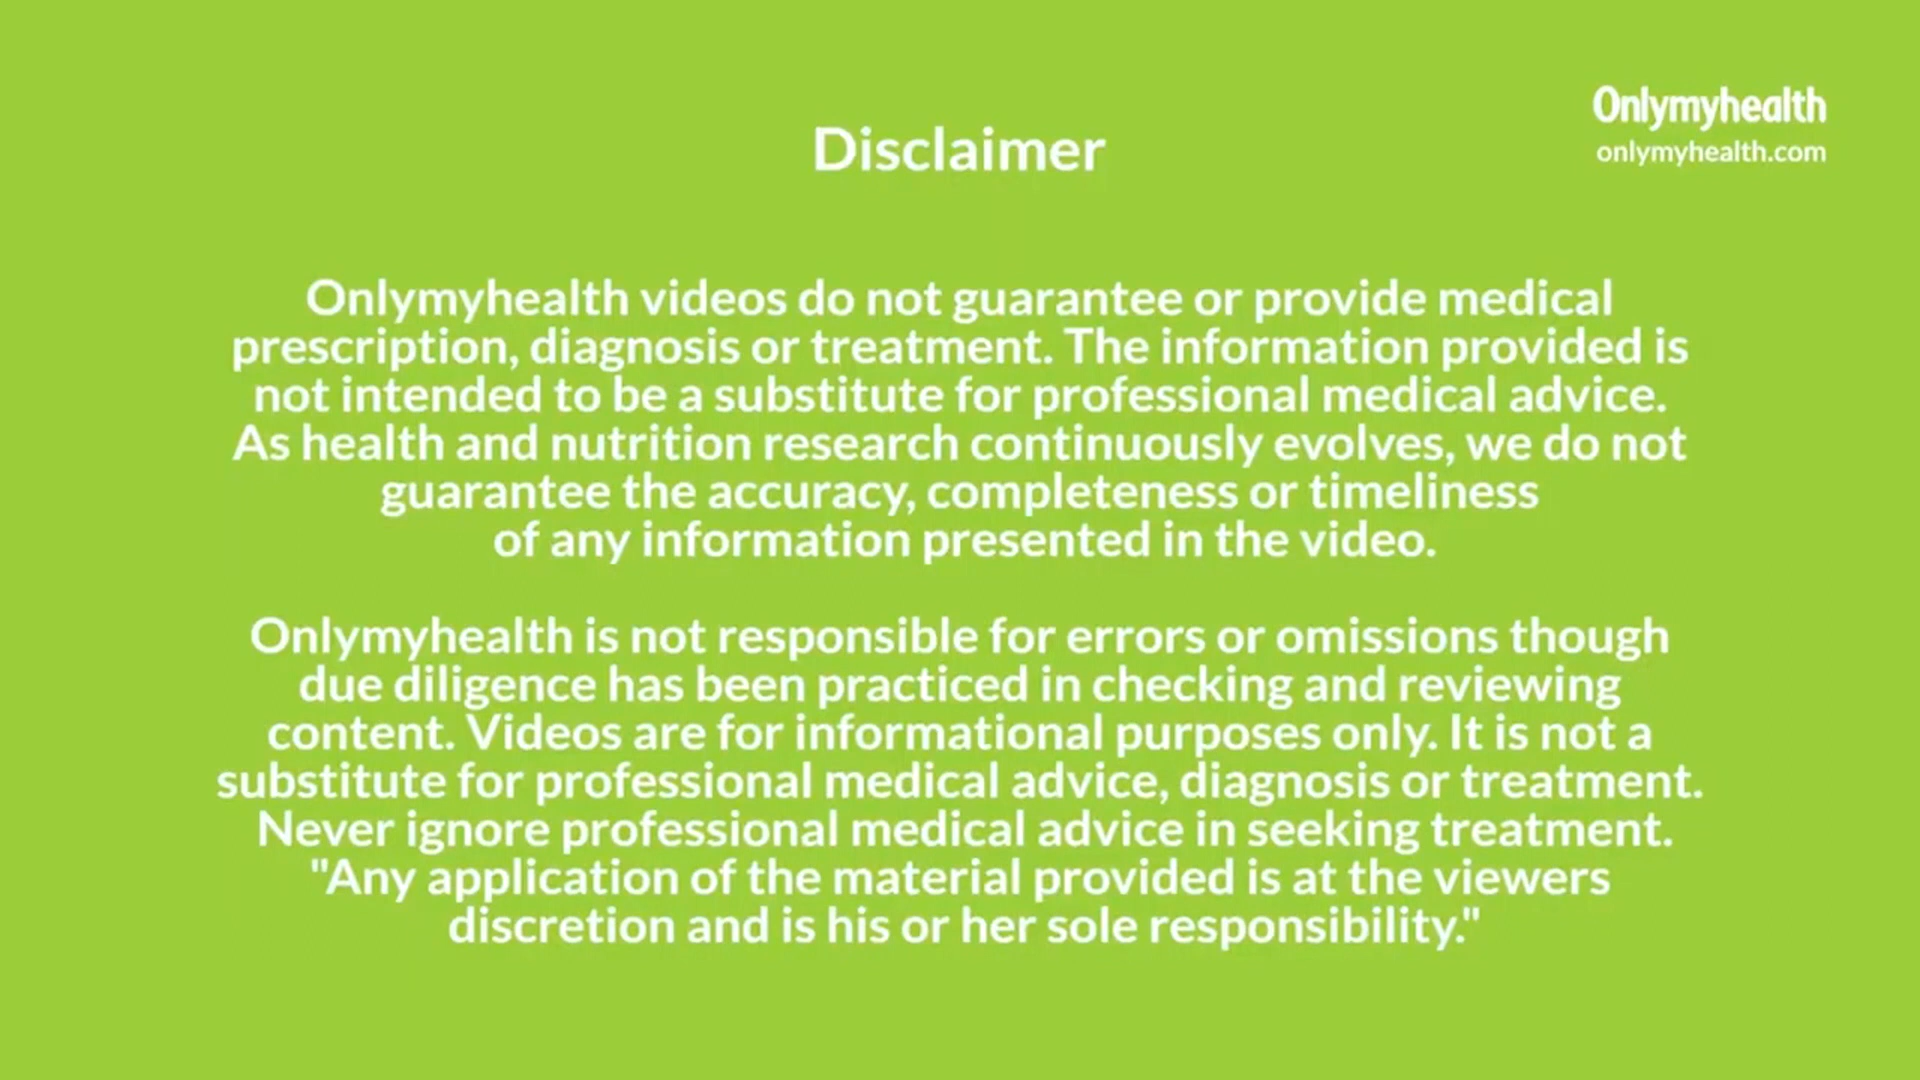 Onlymyhealth
onlymyhealth.com
Disclaimer
Onlymyhealth videos do not guarantee or provide medical
prescription, diagnosis or treatment. The information provided is
not intended to be a substitute for professional medical advice.
As health and nutrition research continuously evolves, we do not
guarantee the accuracy, completeness or timeliness
of any information presented in the video.
Onlymyhealth is not responsible for errors or omissions though
due diligence has been practiced in checking and reviewing
content. Videos are for informational purposes only. It is not a
substitute for professional medical advice, diagnosis or treatment.
Never ignore professional medical advice in seeking treatment.
"Any application of the material provided is at the viewers
discretion and is his or her sole responsibility."